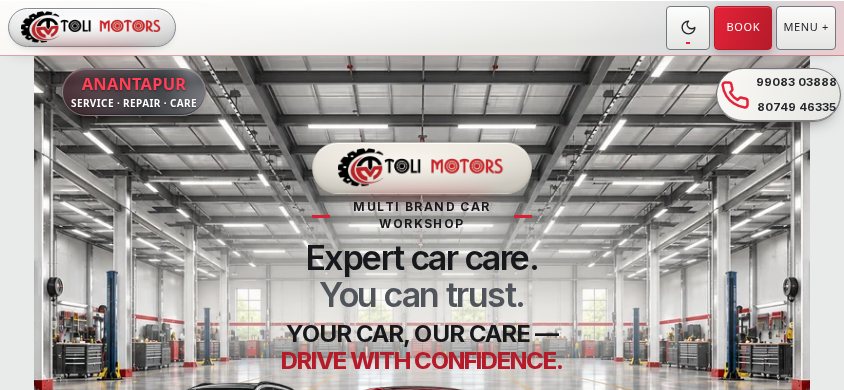 TOLI MOTORS
BOOK
MENU +
ANANTAPUR
SERVICE · REPAIR · CARE
99083 03888
80749 46335
TOLI MOTORS
MULTI BRAND CAR
WORKSHOP
Expert car care.
You can trust.
YOUR CAR, OUR CARE —
DRIVE WITH CONFIDENCE.